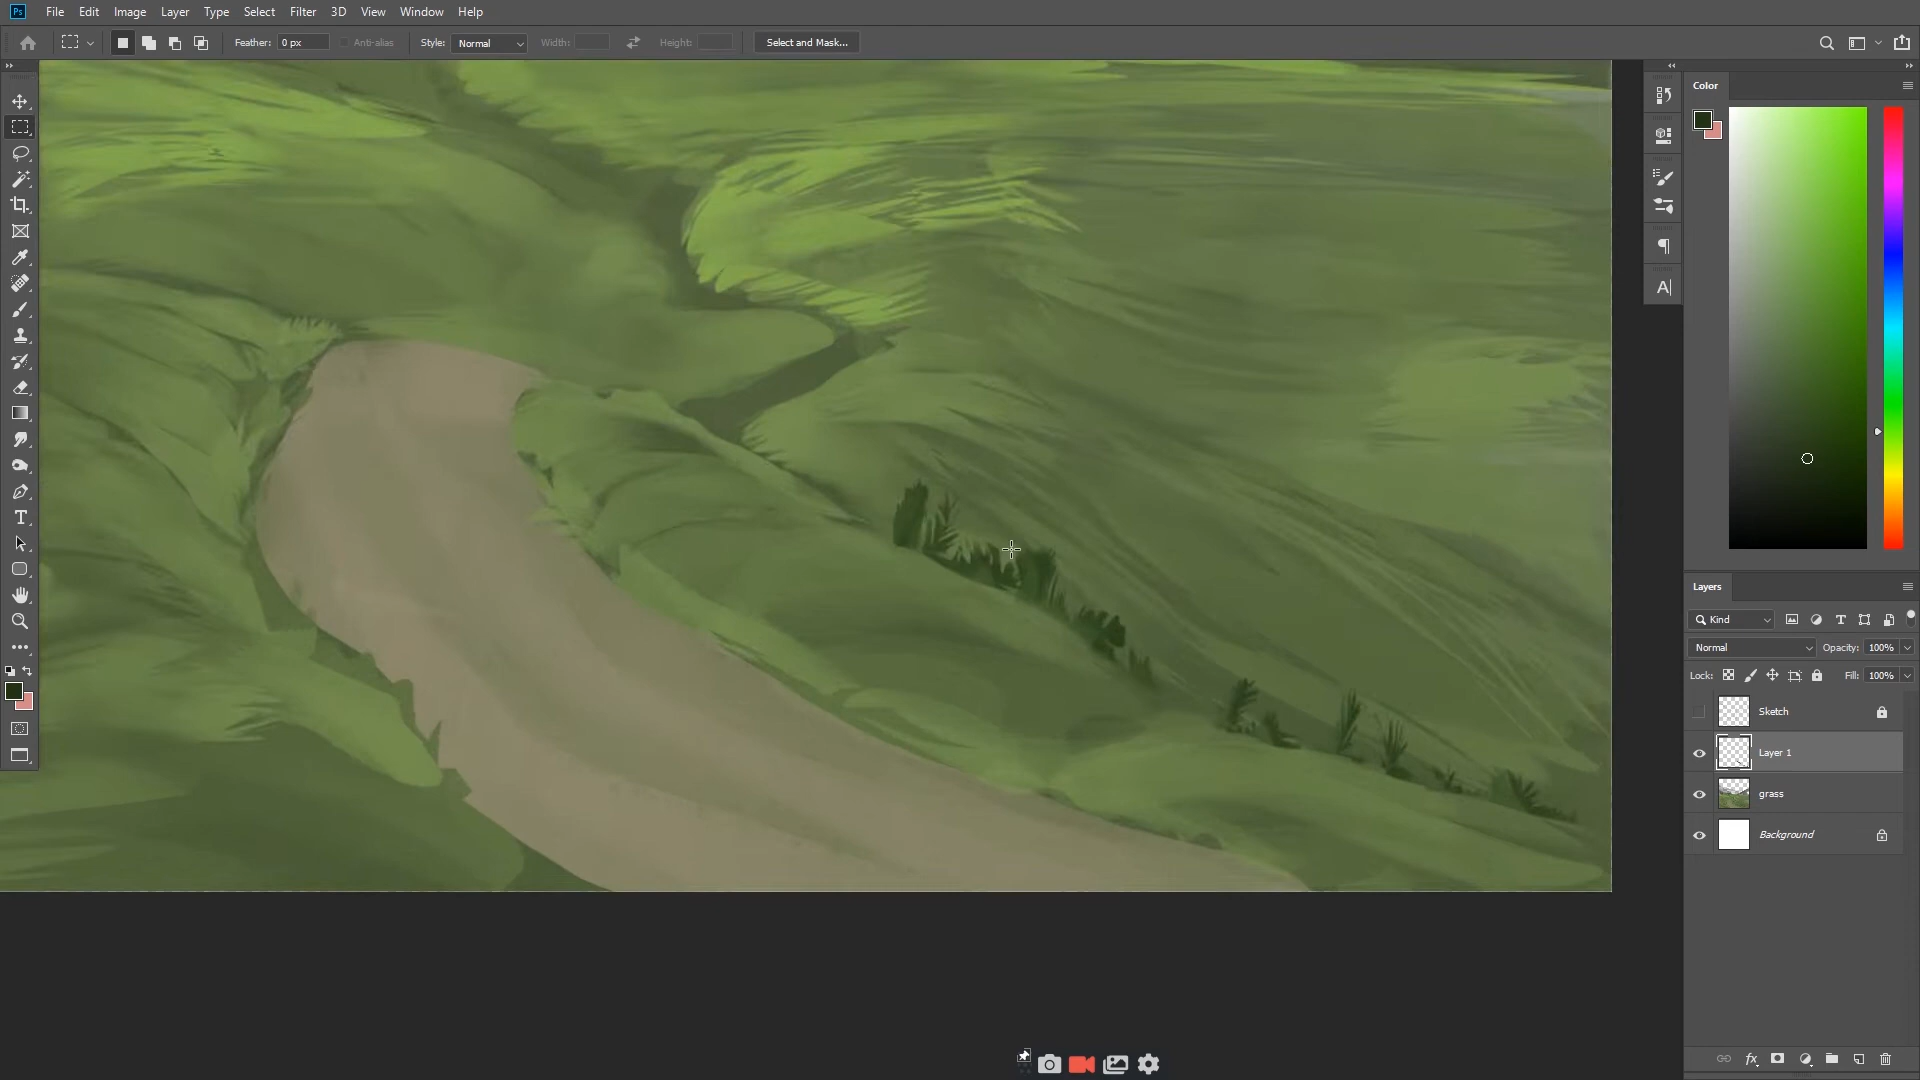 Ps File Edit Image Layer Type Select Filter 3D View Window Help
Feather: 0 px Anti-alias Style: Normal Width: Height: Select and Mask...
Color
Layers
Kind
Normal Opacity: 100%
Lock: Fill: 100%
Sketch
Layer 1
grass
Background